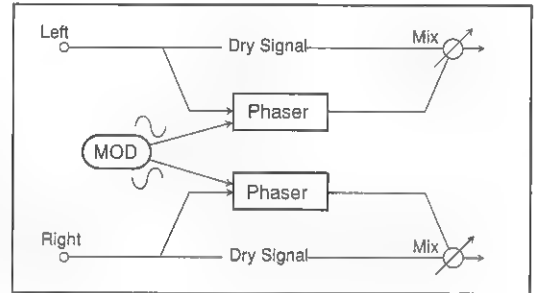 Left
Dry Signal
Mix
Phaser
MOD
Phaser
Right
Dry Signal
Mix